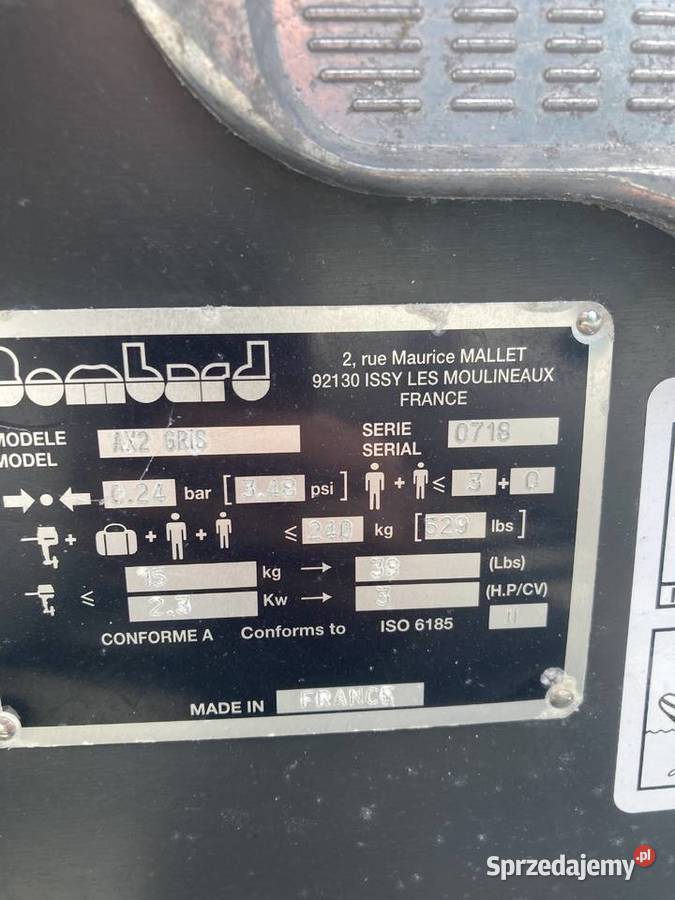 Bombard
2, rue Maurice MALLET
92130 ISSY LES MOULINEAUX
FRANCE
MODELE
MODEL
AX2 GRIS
SERIE
SERIAL
0718
0.24 bar [3.48 psi]
+ ≤ 3 + 0
+ + + ≤ 240 kg [529 lbs]
≤ 15 kg → (Lbs)
2.3 Kw → 3 (H.P/CV)
CONFORME A Conforms to ISO 6185
MADE IN FRANCE
Sprzedajemy.pl